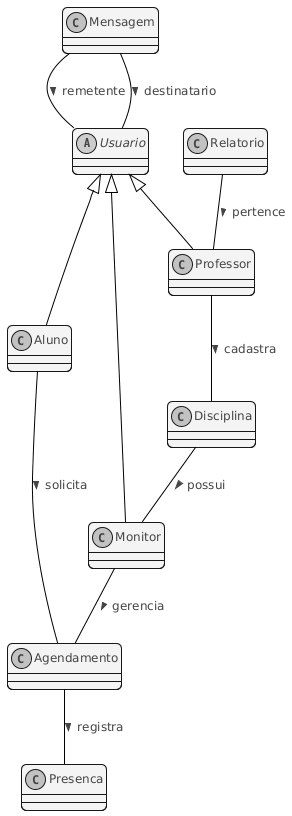 C Mensagem
remetente
destinatario
A Usuario
C Relatorio
pertence
C Professor
C Aluno
cadastra
C Disciplina
solicita
possui
C Monitor
gerencia
C Agendamento
registra
C Presenca